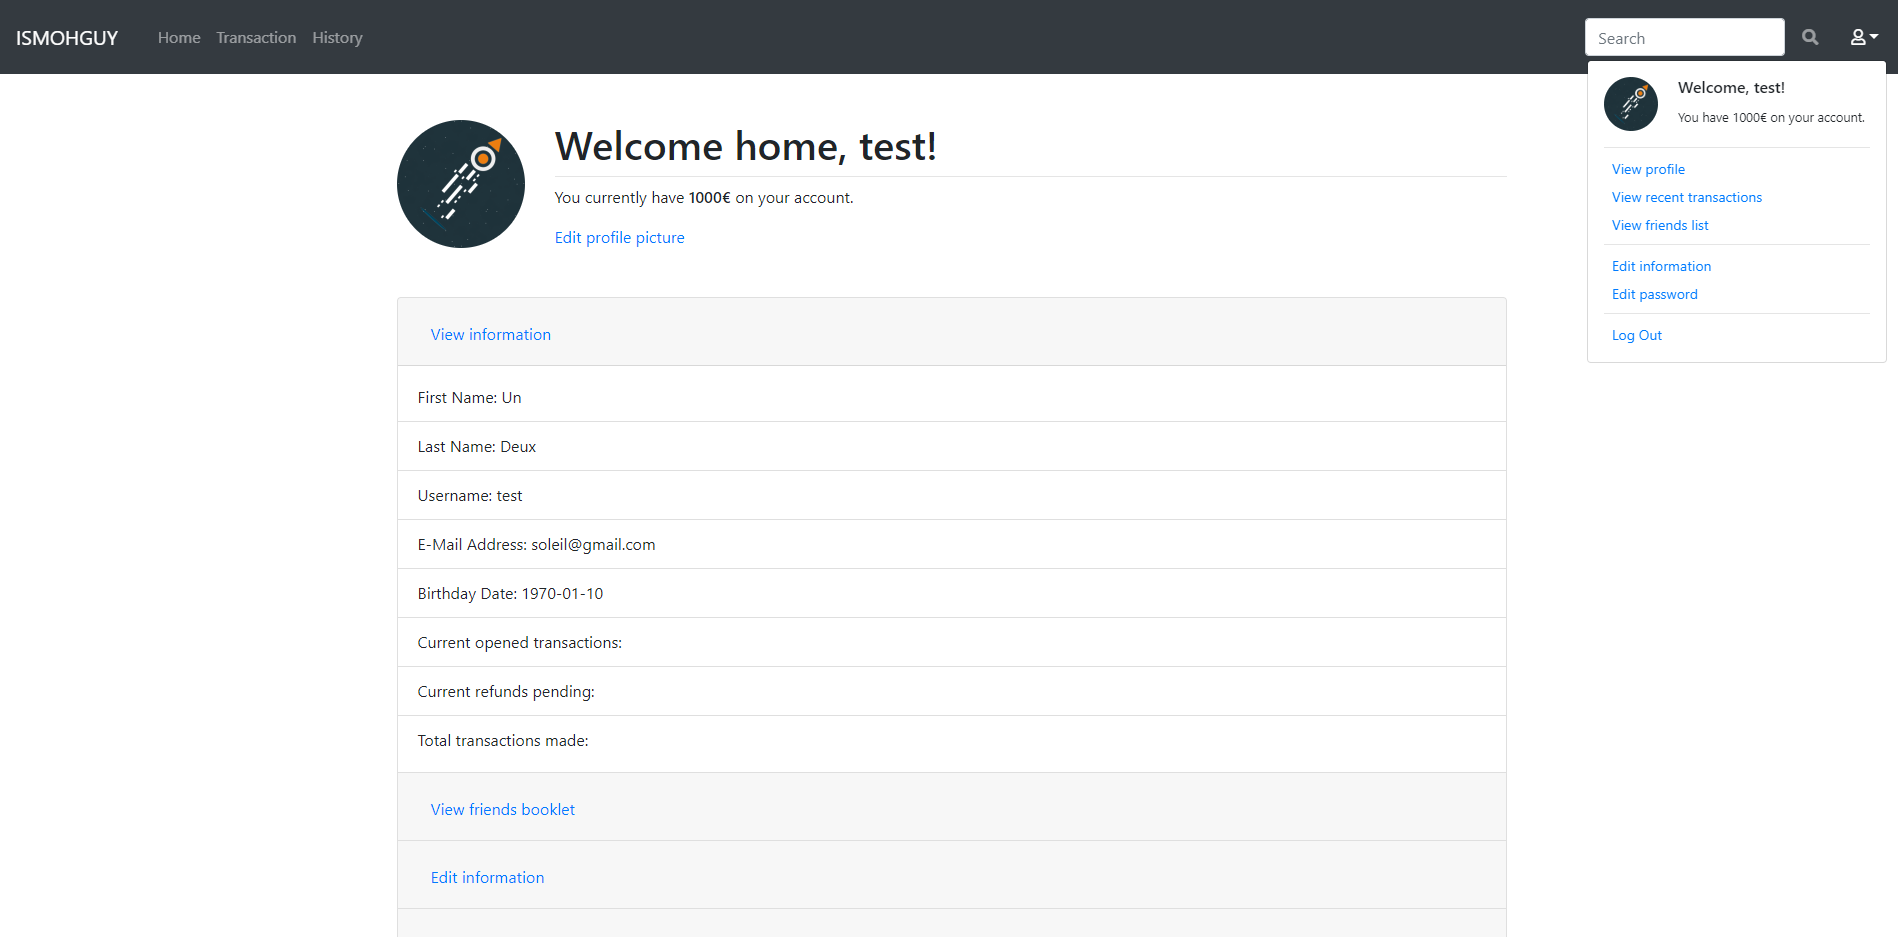 ISMOHGUY Home Transaction History Search
Welcome, test!
You have 1000€ on your account.
View profile
View recent transactions
View friends list
Edit information
Edit password
Log Out
Welcome home, test!
You currently have 1000€ on your account.
Edit profile picture
View information
First Name: Un
Last Name: Deux
Username: test
E-Mail Address: soleil@gmail.com
Birthday Date: 1970-01-10
Current opened transactions:
Current refunds pending:
Total transactions made:
View friends booklet
Edit information